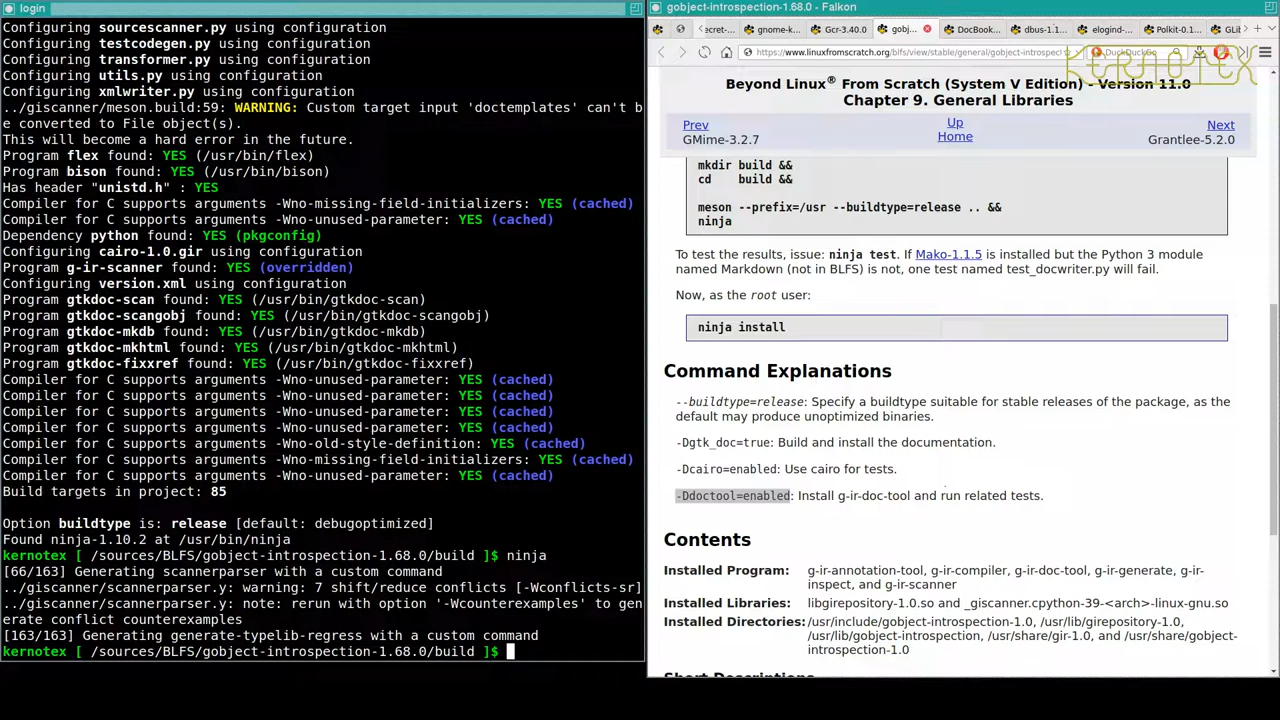 login
Configuring sourcescanner.py using configuration
Configuring testcodegen.py using configuration
Configuring transformer.py using configuration
Configuring utils.py using configuration
Configuring xmlwriter.py using configuration
../giscanner/meson.build:59: WARNING: Custom target input 'doctemplates' can't b
e converted to File object(s).
This will become a hard error in the future.
Program flex found: YES (/usr/bin/flex)
Program bison found: YES (/usr/bin/bison)
Has header "unistd.h" : YES
Compiler for C supports arguments -Wno-missing-field-initializers: YES (cached)
Compiler for C supports arguments -Wno-unused-parameter: YES (cached)
Dependency python found: YES (pkgconfig)
Configuring cairo-1.0.gir using configuration
Program g-ir-scanner found: YES (overridden)
Configuring version.xml using configuration
Program gtkdoc-scan found: YES (/usr/bin/gtkdoc-scan)
Program gtkdoc-scangobj found: YES (/usr/bin/gtkdoc-scangobj)
Program gtkdoc-mkdb found: YES (/usr/bin/gtkdoc-mkdb)
Program gtkdoc-mkhtml found: YES (/usr/bin/gtkdoc-mkhtml)
Program gtkdoc-fixxref found: YES (/usr/bin/gtkdoc-fixxref)
Compiler for C supports arguments -Wno-unused-parameter: YES (cached)
Compiler for C supports arguments -Wno-unused-parameter: YES (cached)
Compiler for C supports arguments -Wno-unused-parameter: YES (cached)
Compiler for C supports arguments -Wno-unused-parameter: YES (cached)
Compiler for C supports arguments -Wno-old-style-definition: YES (cached)
Compiler for C supports arguments -Wno-missing-field-initializers: YES (cached)
Compiler for C supports arguments -Wno-unused-parameter: YES (cached)
Build targets in project: 85
Option buildtype is: release [default: debugoptimized]
Found ninja-1.10.2 at /usr/bin/ninja
kernotex [ /sources/BLFS/gobject-introspection-1.68.0/build ]$ ninja
[66/163] Generating scannerparser with a custom command
../giscanner/scannerparser.y: warning: 7 shift/reduce conflicts [-Wconflicts-sr]
../giscanner/scannerparser.y: note: rerun with option '-Wcounterexamples' to gen
erate conflict counterexamples
[163/163] Generating generate-typelib-regress with a custom command
kernotex [ /sources/BLFS/gobject-introspection-1.68.0/build ]$
gobject-introspection-1.68.0 - Falkon
ecret-... gnome-k... Gcr-3.40.0 gobj... DocBook... dbus-1.1... elogind-... Polkit-0.1... GLib
https://www.linuxfromscratch.org/blfs/view/stable/general/gobject-introspect DuckDuckGo
KERNOTEX
Beyond Linux® From Scratch (System V Edition) - Version 11.0
Chapter 9. General Libraries
Prev Up Next
GMime-3.2.7 Home Grantlee-5.2.0
mkdir build &&
cd build &&
meson --prefix=/usr --buildtype=release .. &&
ninja
To test the results, issue: ninja test. If Mako-1.1.5 is installed but the Python 3 module
named Markdown (not in BLFS) is not, one test named test_docwriter.py will fail.
Now, as the root user:
ninja install
Command Explanations
--buildtype=release: Specify a buildtype suitable for stable releases of the package, as the
default may produce unoptimized binaries.
-Dgtk_doc=true: Build and install the documentation.
-Dcairo=enabled: Use cairo for tests.
-Ddoctool=enabled: Install g-ir-doc-tool and run related tests.
Contents
Installed Program: g-ir-annotation-tool, g-ir-compiler, g-ir-doc-tool, g-ir-generate, g-ir-
inspect, and g-ir-scanner
Installed Libraries: libgirepository-1.0.so and _giscanner.cpython-39-<arch>-linux-gnu.so
Installed Directories: /usr/include/gobject-introspection-1.0, /usr/lib/girepository-1.0,
/usr/lib/gobject-introspection, /usr/share/gir-1.0, and /usr/share/gobject-
introspection-1.0
Short Descriptions